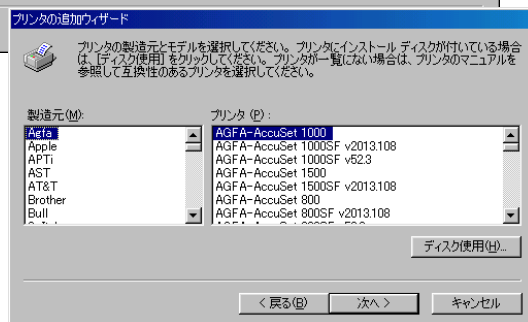 プリンタの追加ウィザード
プリンタの製造元とモデルを選択してください。プリンタにインストール ディスクが付いている場合
は、[ディスク使用] をクリックしてください。プリンタが一覧にない場合は、プリンタのマニュアルを
参照して互換性のあるプリンタを選択してください。
製造元(M):
プリンタ (P) :
Agfa
Apple
APTi
AST
AT&T
Brother
Bull
AGFA-AccuSet 1000
AGFA-AccuSet 1000SF v2013.108
AGFA-AccuSet 1000SF v52.3
AGFA-AccuSet 1500
AGFA-AccuSet 1500SF v2013.108
AGFA-AccuSet 800
AGFA-AccuSet 800SF v2013.108
ディスク使用(H)...
< 戻る(B)
次へ >
キャンセル